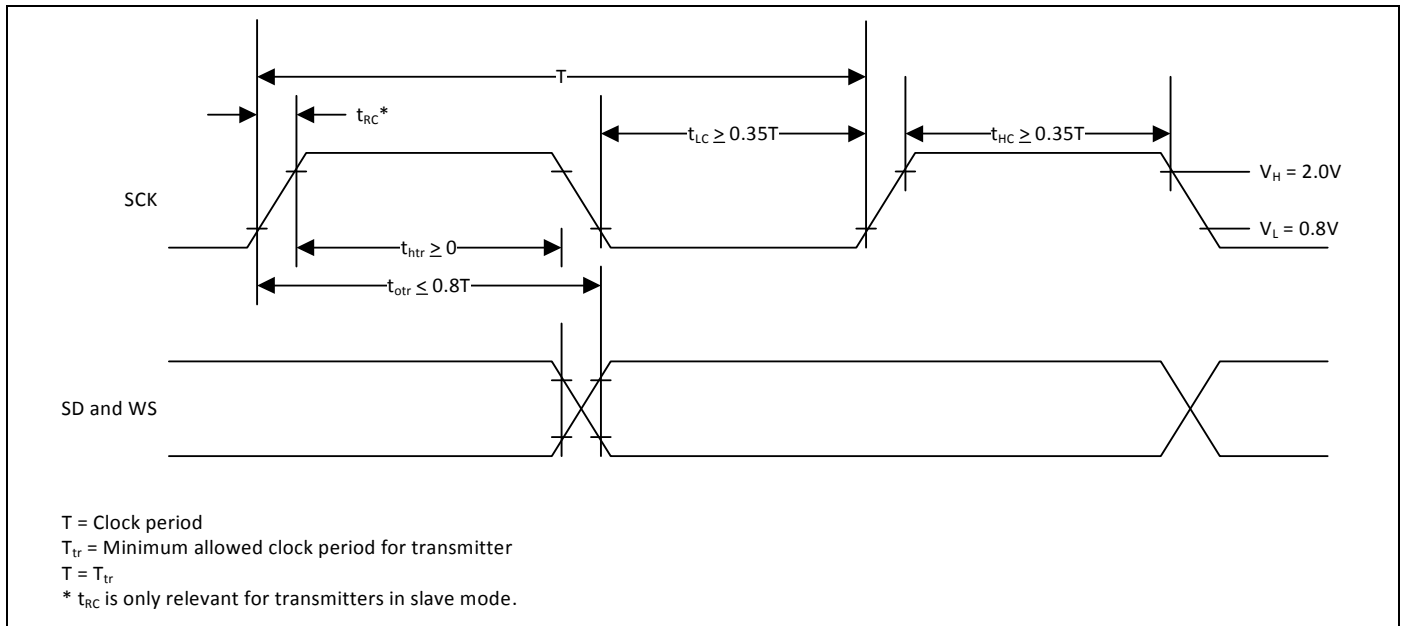 T
tRC*
tLC ≥ 0.35T
tHC ≥ 0.35T
VH = 2.0V
SCK
VL = 0.8V
thtr ≥ 0
totr ≤ 0.8T
SD and WS
T = Clock period
Ttr = Minimum allowed clock period for transmitter
T = Ttr
* tRC is only relevant for transmitters in slave mode.